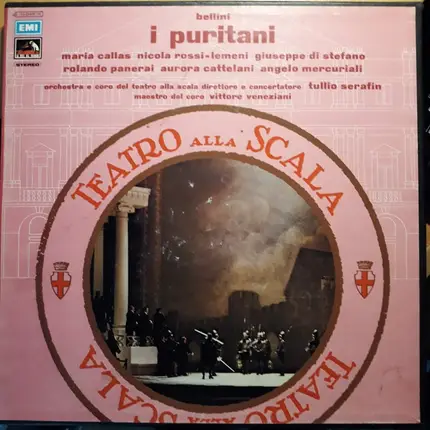 bellini
i puritani
EMI
STEREO
maria callas nicola rossi-lemeni giuseppe di stefano
rolando panerai aurora cattelani angelo mercuriali
orchestra e coro del teatro alla scala direttore e concertatore tullio serafin
maestro del coro vittore veneziani
TEATRO ALLA SCALA
TEATRO ALLA SCALA